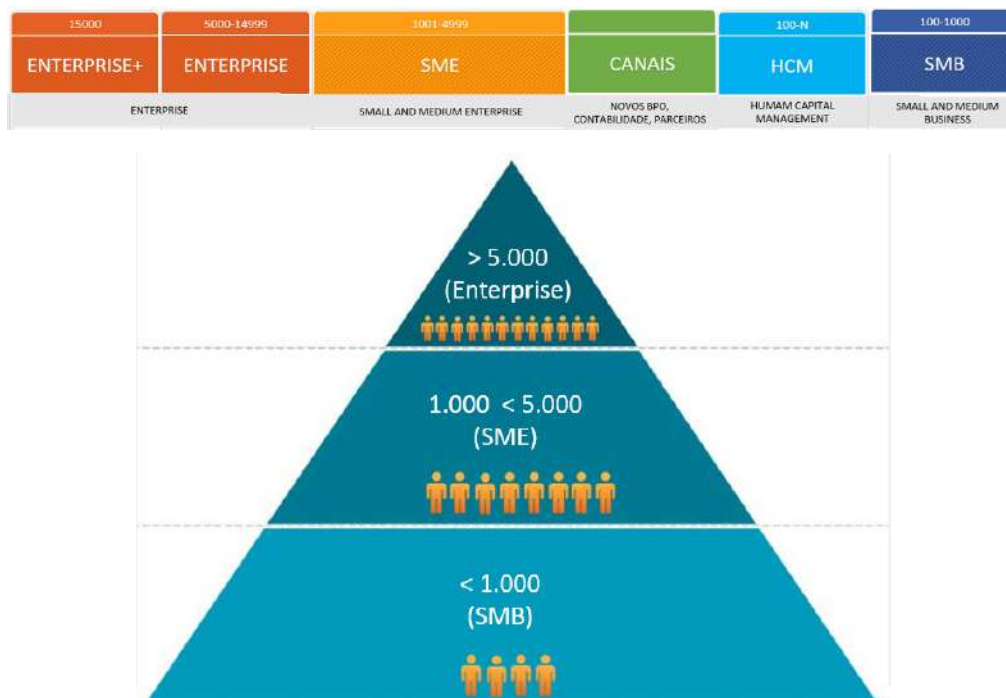 15000
5000-14999
1001-4999
100-N
100-1000
ENTERPRISE+
ENTERPRISE
SME
CANAIS
HCM
SMB
ENTERPRISE
SMALL AND MEDIUM ENTERPRISE
NOVOS BPO,
CONTABILIDADE, PARCEIROS
HUMAM CAPITAL
MANAGEMENT
SMALL AND MEDIUM
BUSINESS
> 5.000
(Enterprise)
1.000 < 5.000
(SME)
< 1.000
(SMB)